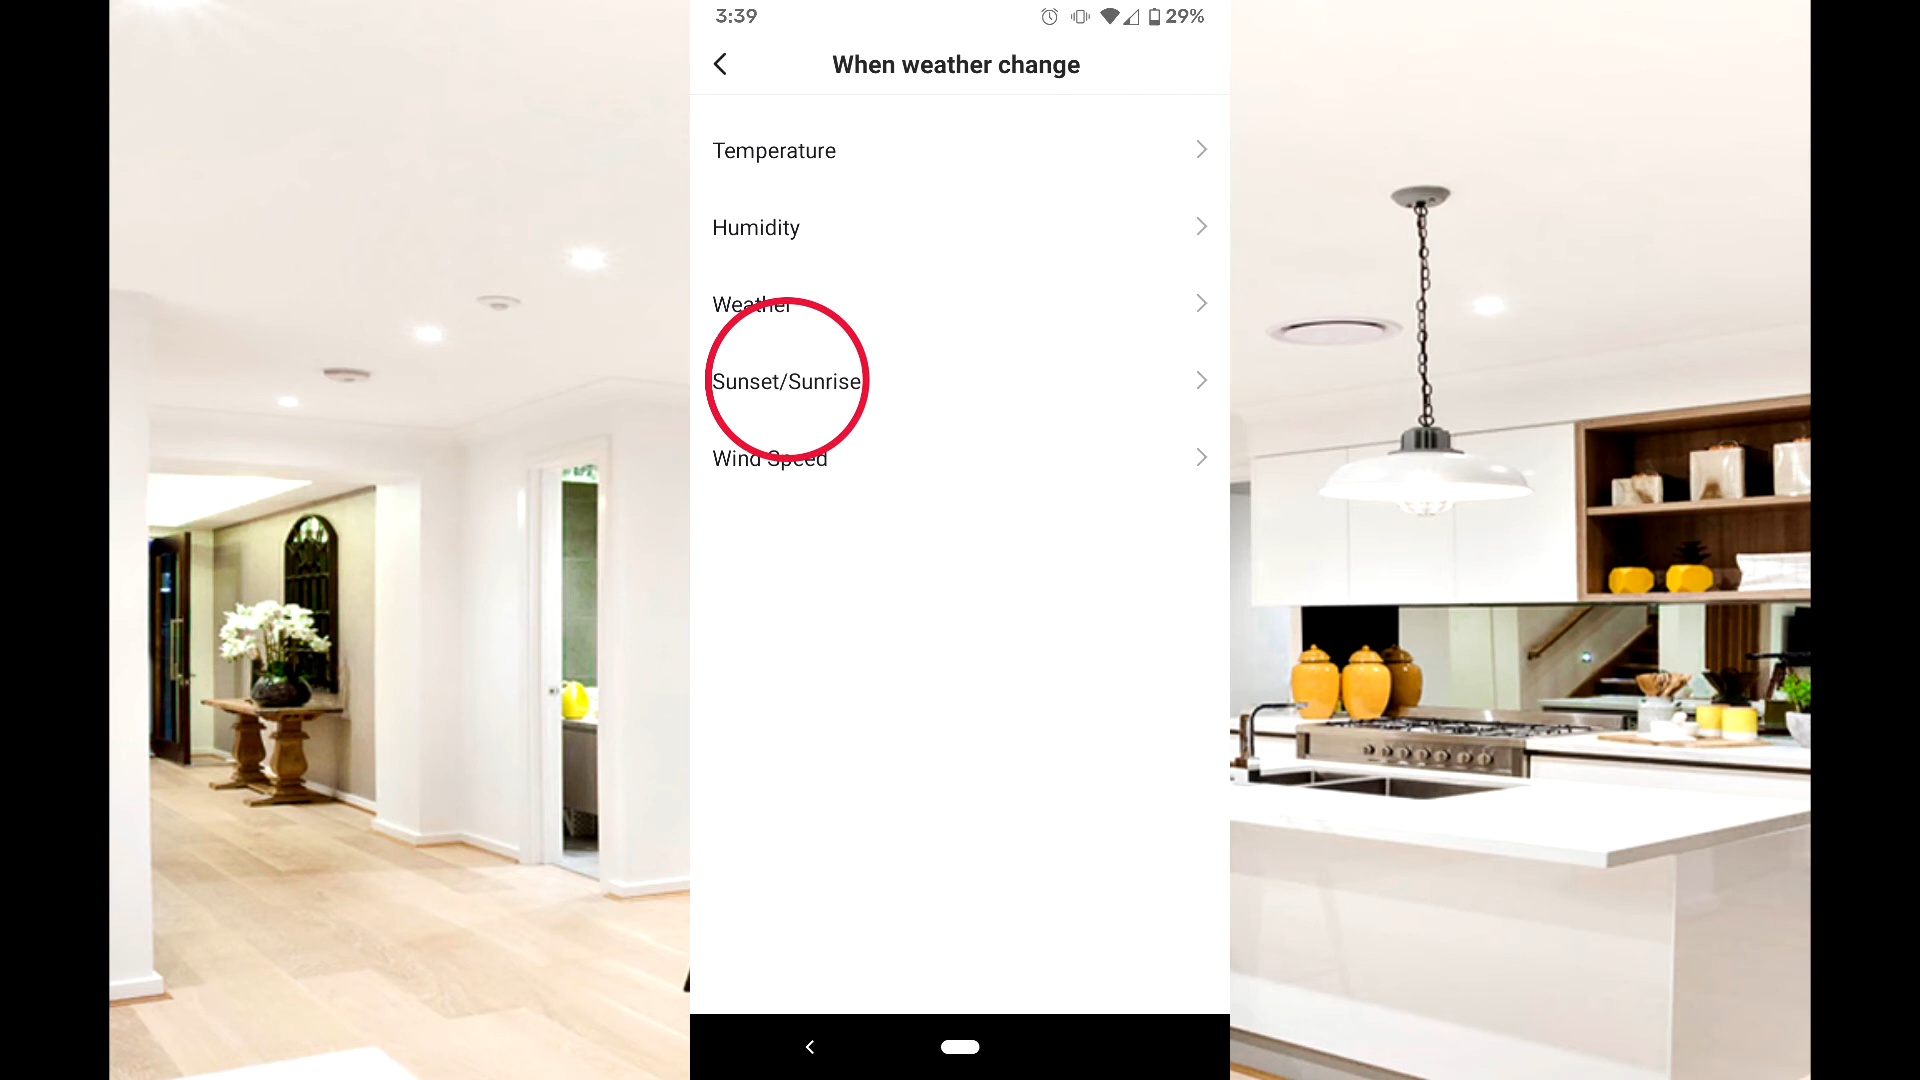 3:39
29%
When weather change
Temperature
Humidity
Weather
Sunset/Sunrise
Wind Speed